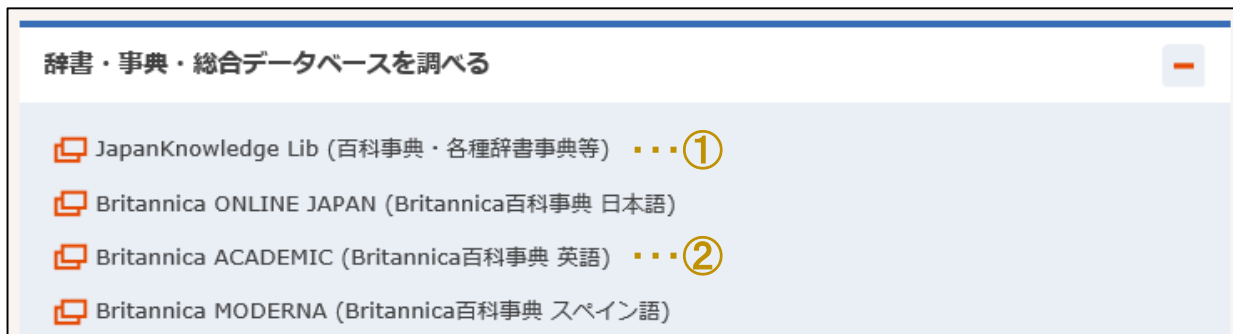 辞書・事典・総合データベースを調べる
JapanKnowledge Lib (百科事典・各種辞書事典等) ・・・①
Britannica ONLINE JAPAN (Britannica百科事典 日本語)
Britannica ACADEMIC (Britannica百科事典 英語) ・・・②
Britannica MODERNA (Britannica百科事典 スペイン語)